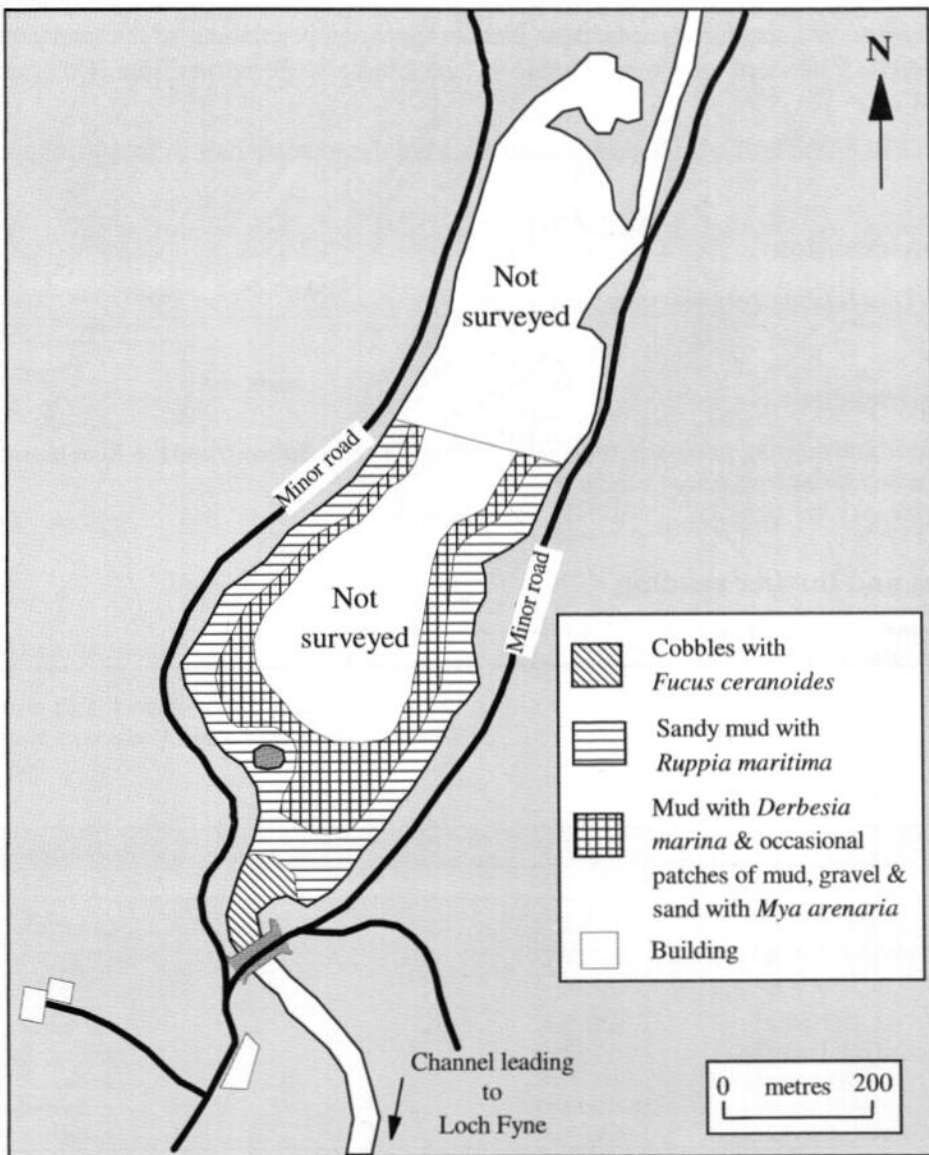 N
Not
surveyed
Minor road
Not
surveyed
Minor road
Cobbles with
Fucus ceranoides
Sandy mud with
Ruppia maritima
Mud with Derbesia
marina & occasional
patches of mud, gravel &
sand with Mya arenaria
Building
Channel leading
to
Loch Fyne
0 metres 200